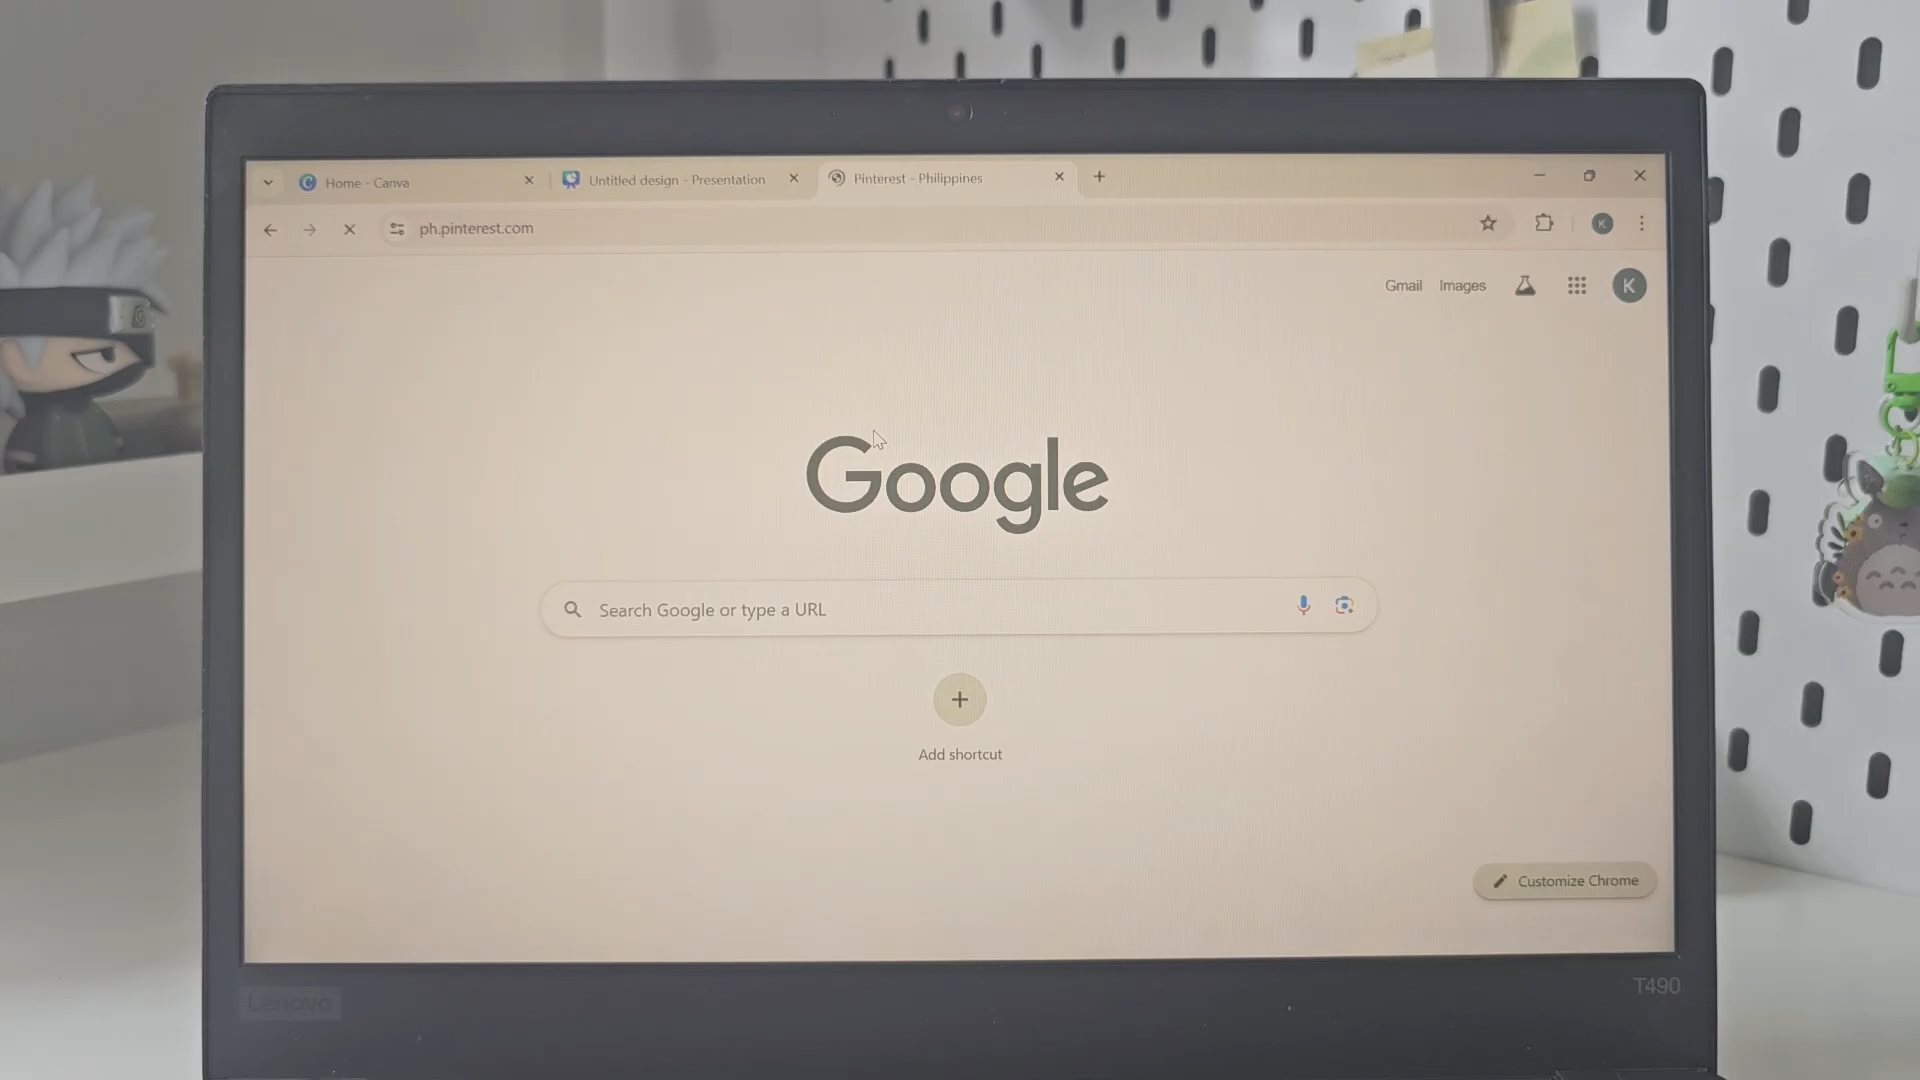 Home - Canva
Untitled design - Presentation
Pinterest - Philippines
ph.pinterest.com
K
Gmail
Images
K
Google
Search Google or type a URL
Add shortcut
Customize Chrome
Lenovo
T490